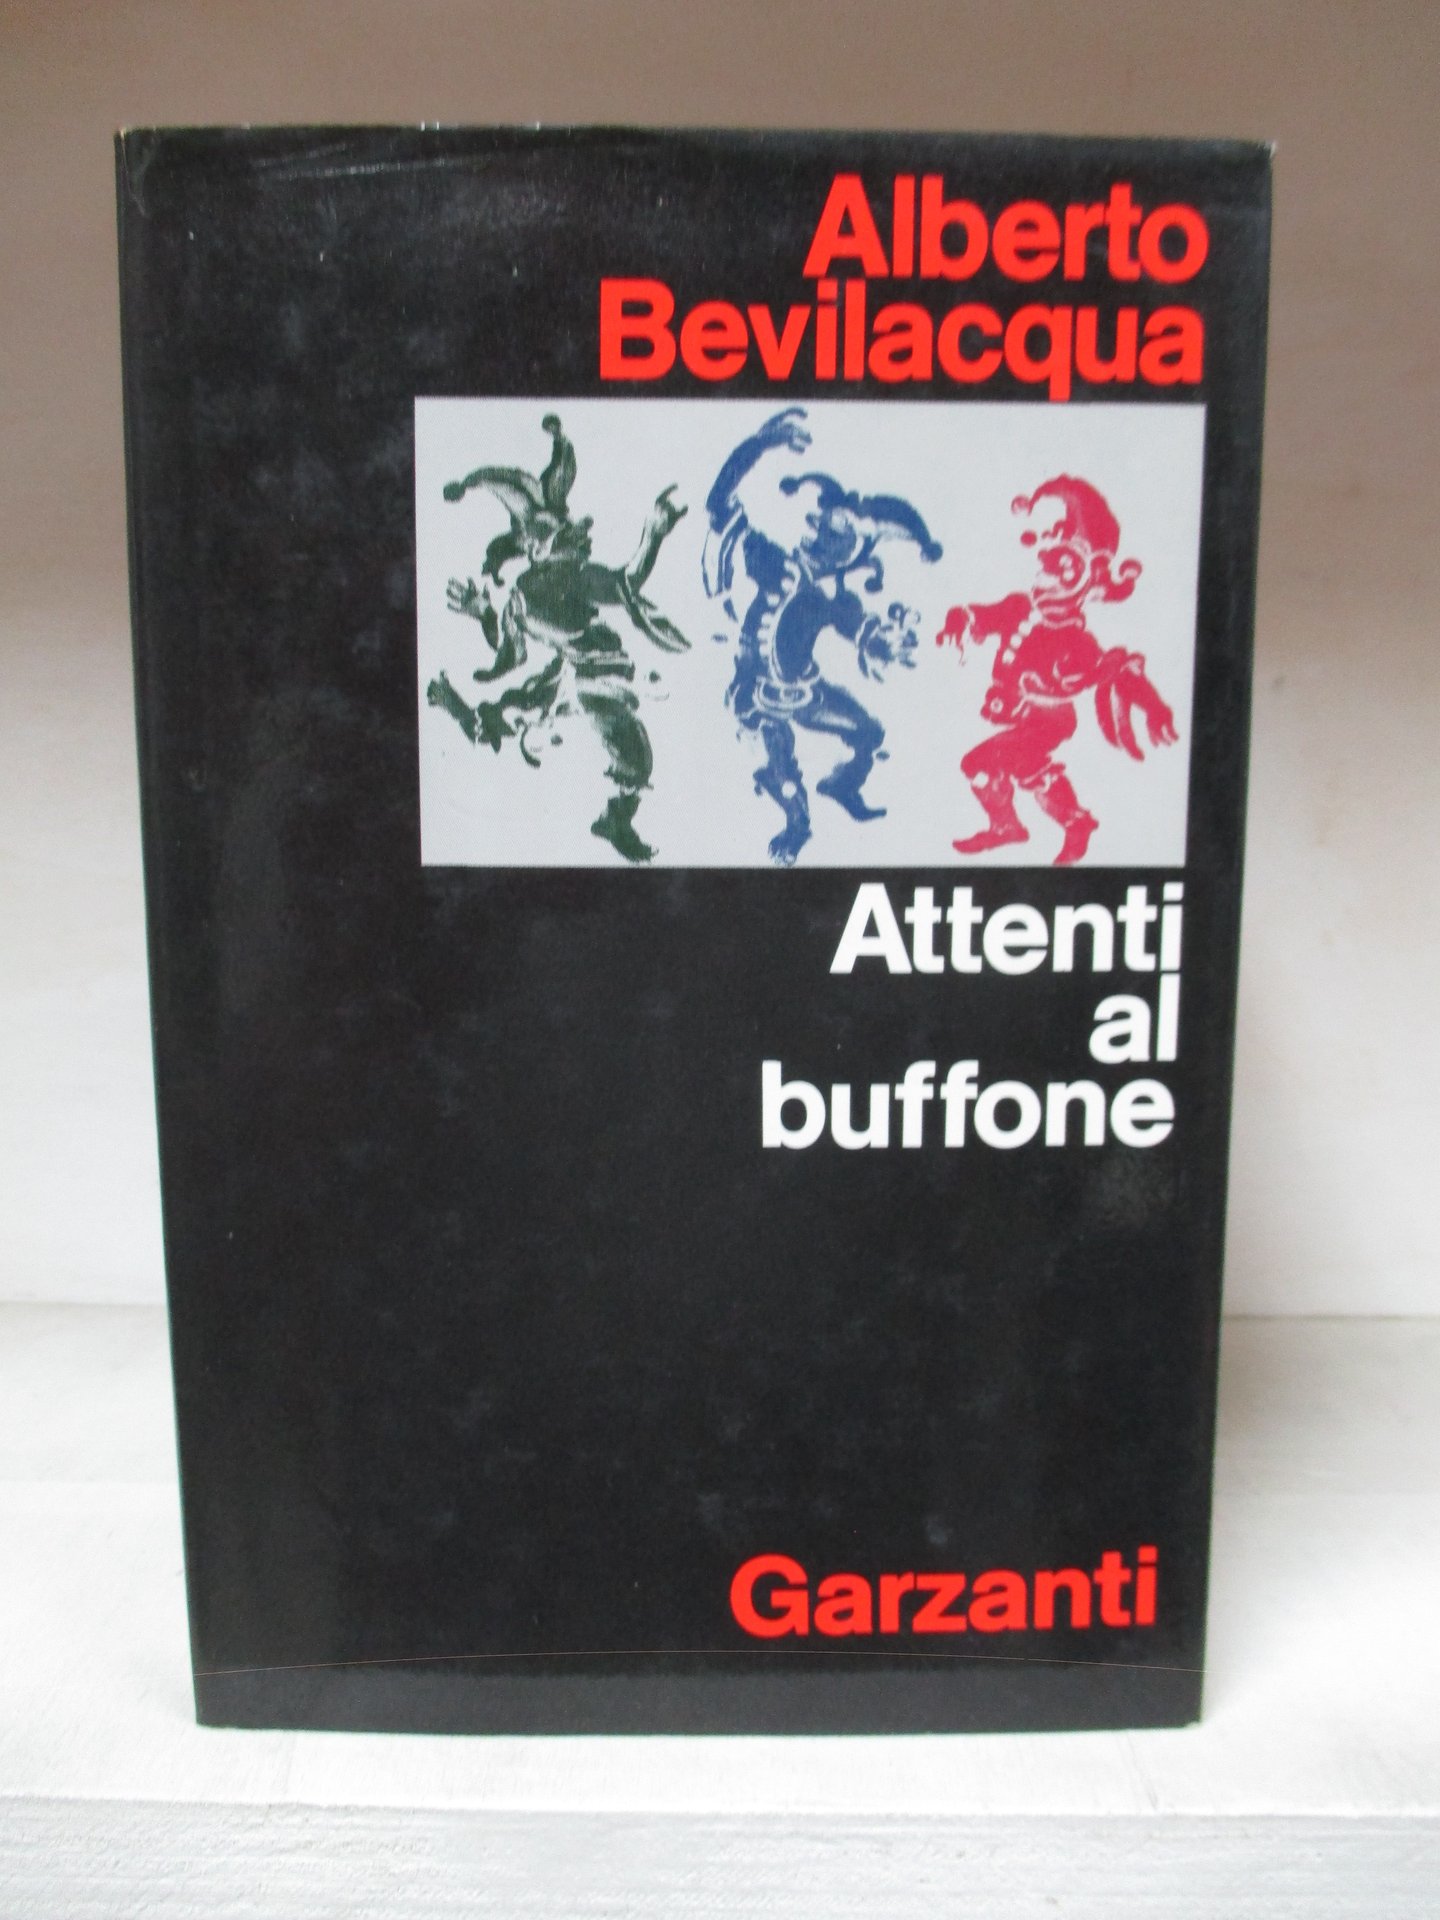 Alberto
Bevilacqua
Attenti
al
buffone
Garzanti